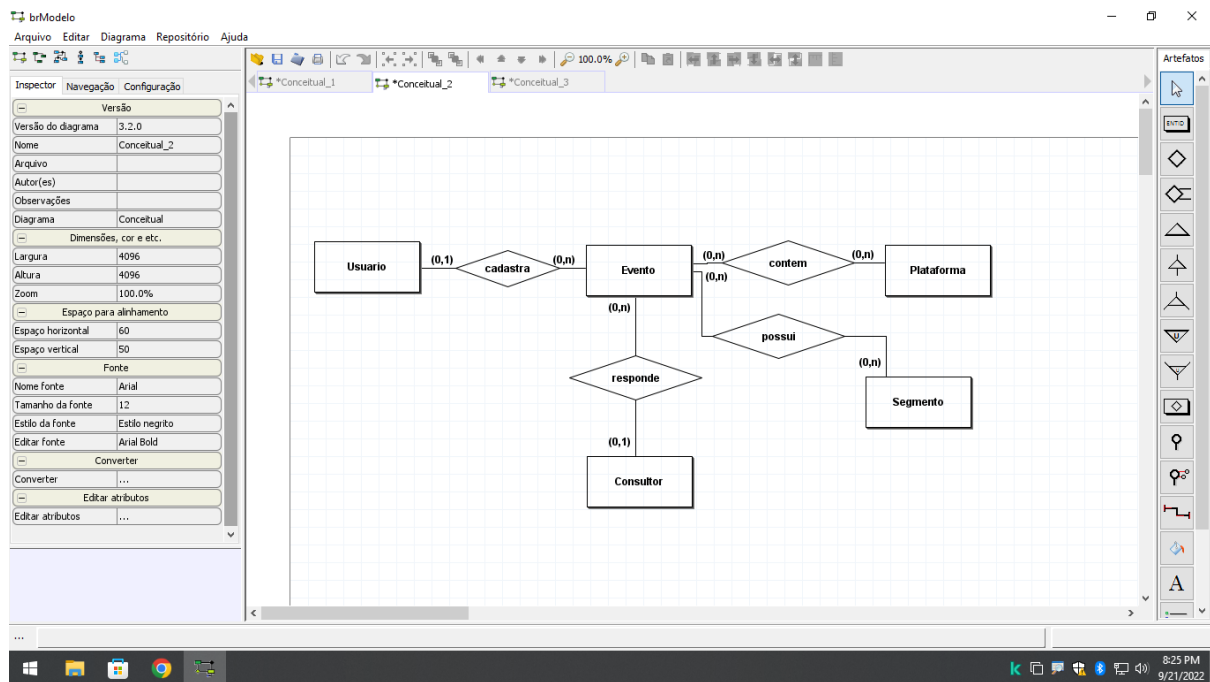 brModelo
Arquivo Editar Diagrama Repositório Ajuda
100.0%
Artefatos
Inspector Navegação Configuração
*Conceitual_1 *Conceitual_2 *Conceitual_3
Versão
Versão do diagrama 3.2.0
Nome Conceitual_2
Arquivo
Autor(es)
Observações
Diagrama Conceitual
Dimensões, cor e etc.
Largura 4096
Altura 4096
Zoom 100.0%
Espaço para alinhamento
Espaço horizontal 60
Espaço vertical 50
Fonte
Nome fonte Arial
Tamanho da fonte 12
Estilo da fonte Estilo negrito
Editar fonte Arial Bold
Converter
Converter ...
Editar atributos
Editar atributos ...
Usuario (0,1) cadastra (0,n) Evento (0,n) contem (0,n) Plataforma
(0,n)
(0,n)
possui
(0,n)
responde
Segmento
(0,1)
Consultor
ENTID
U
A
...
8:25 PM
9/21/2022